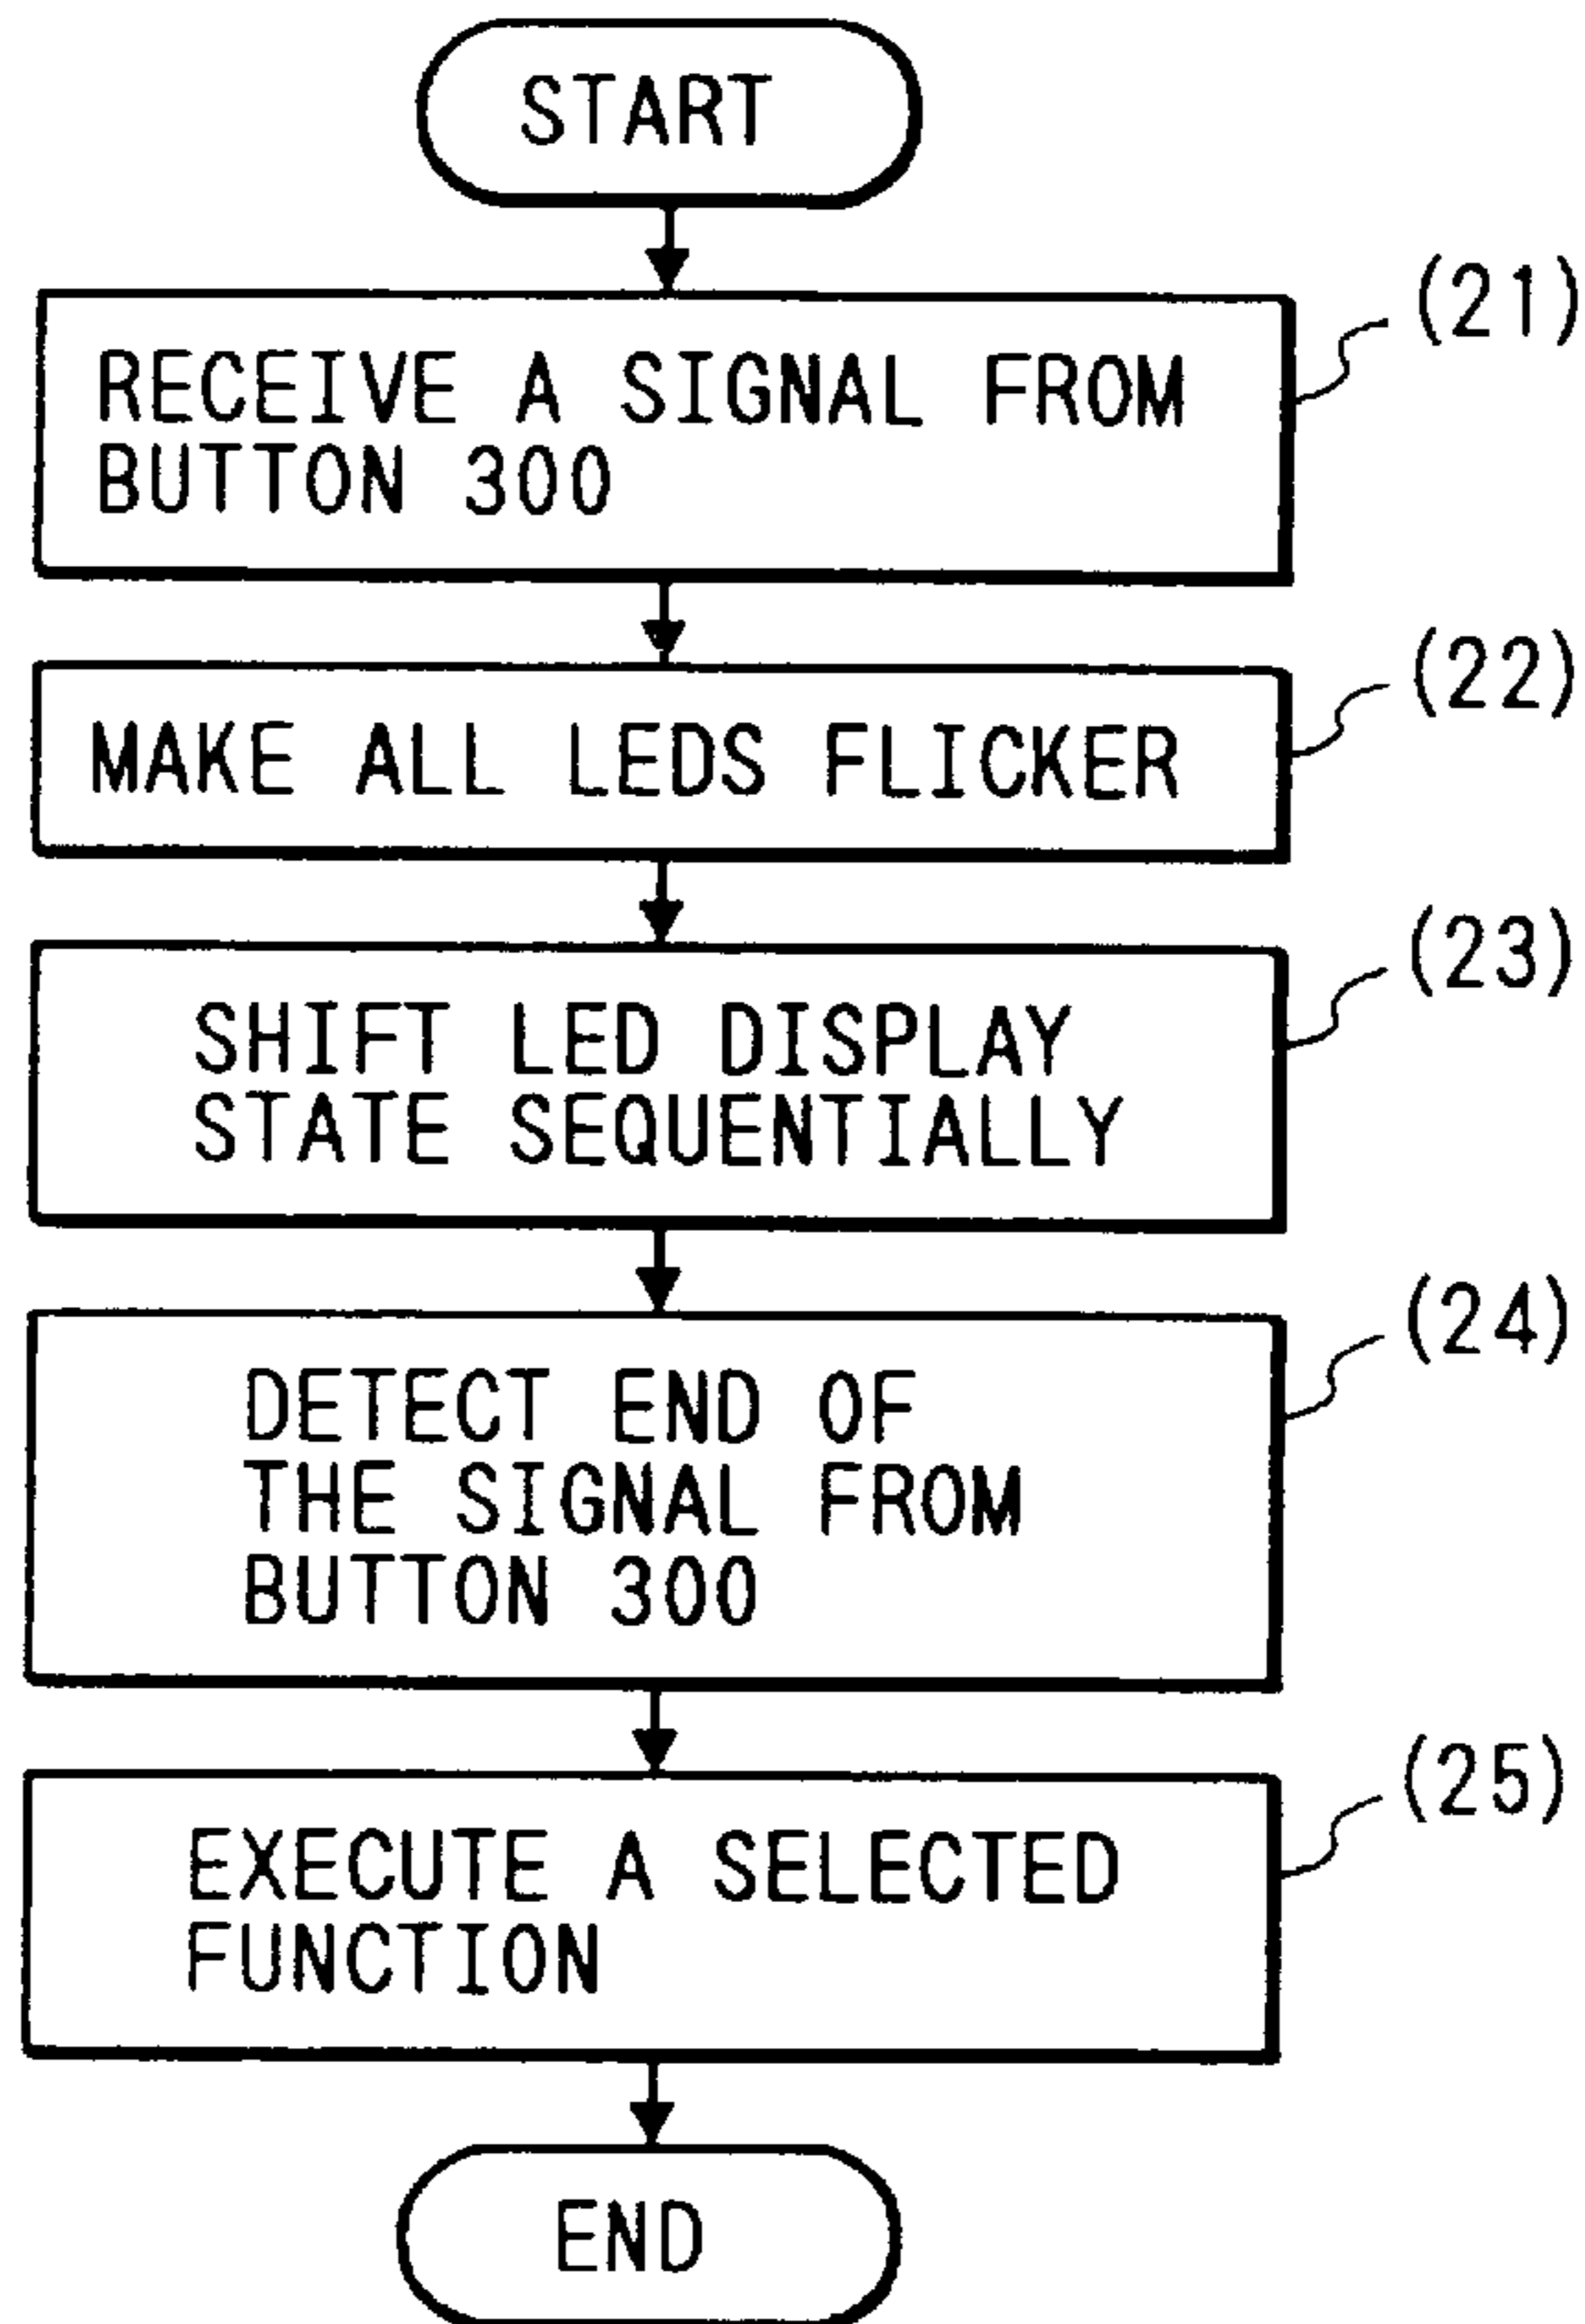 START
(21)
RECEIVE A SIGNAL FROM
BUTTON 300
(22)
MAKE ALL LEDS FLICKER
(23)
SHIFT LED DISPLAY
STATE SEQUENTIALLY
(24)
DETECT END OF
THE SIGNAL FROM
BUTTON 300
(25)
EXECUTE A SELECTED
FUNCTION
END